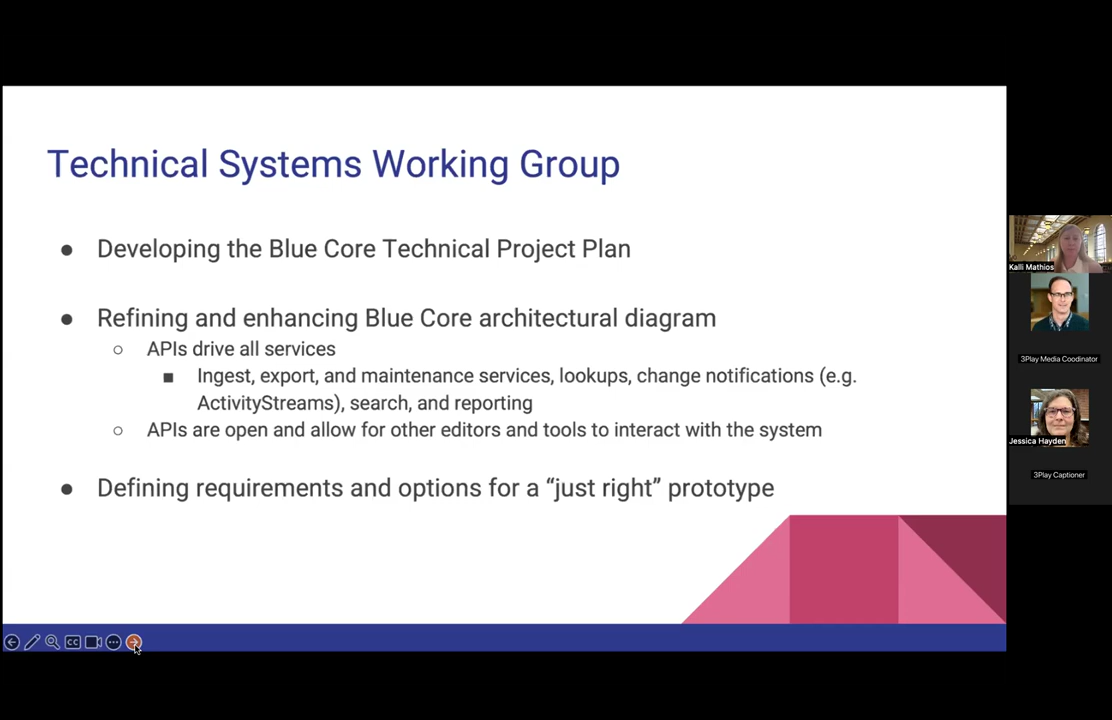 Technical Systems Working Group
● Developing the Blue Core Technical Project Plan
● Refining and enhancing Blue Core architectural diagram
○ APIs drive all services
■ Ingest, export, and maintenance services, lookups, change notifications (e.g.
ActivityStreams), search, and reporting
○ APIs are open and allow for other editors and tools to interact with the system
● Defining requirements and options for a “just right” prototype
CC
Kalli Mathios
3Play Media Coodinator
Jessica Hayden
3Play Captioner